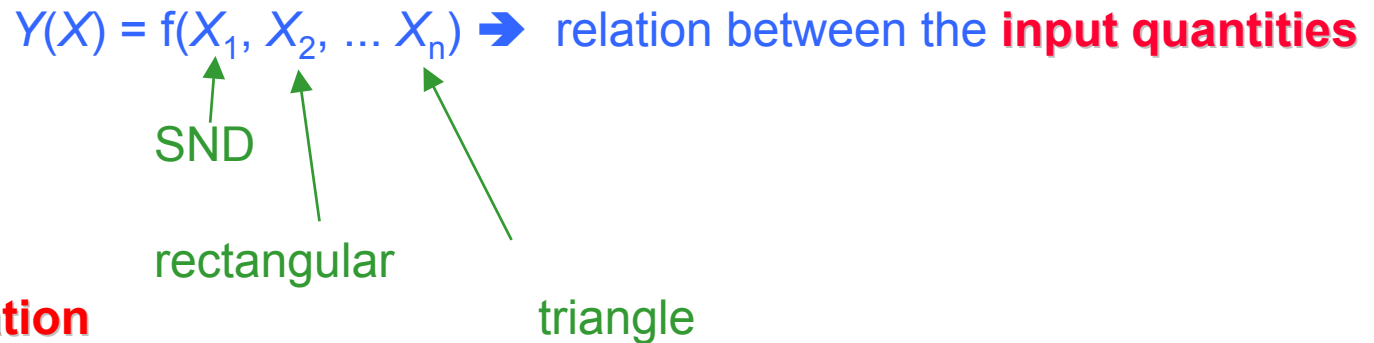 Y(X) = f(X1, X2, ... Xn) ➔ relation between the input quantities
SND
rectangular
tion triangle